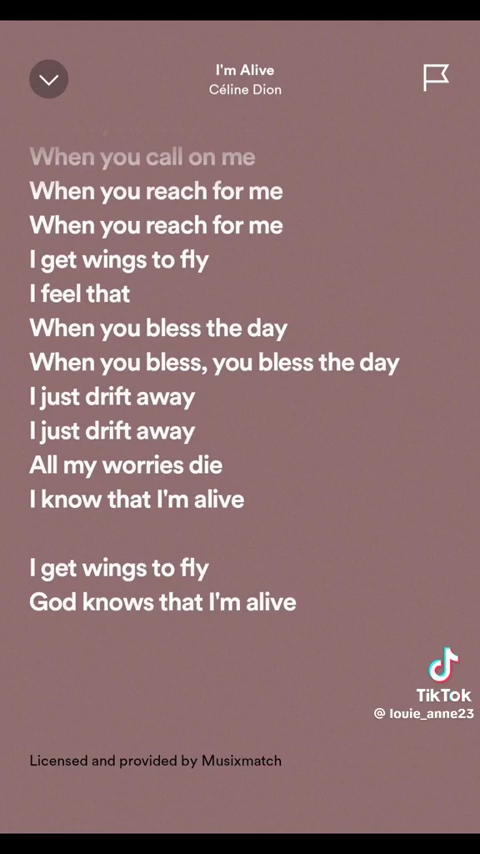 I'm Alive
Céline Dion
When you call on me
When you reach for me
When you reach for me
I get wings to fly
I feel that
When you bless the day
When you bless, you bless the day
I just drift away
I just drift away
All my worries die
I know that I'm alive
I get wings to fly
God knows that I'm alive
TikTok
@ louie_anne23
Licensed and provided by Musixmatch